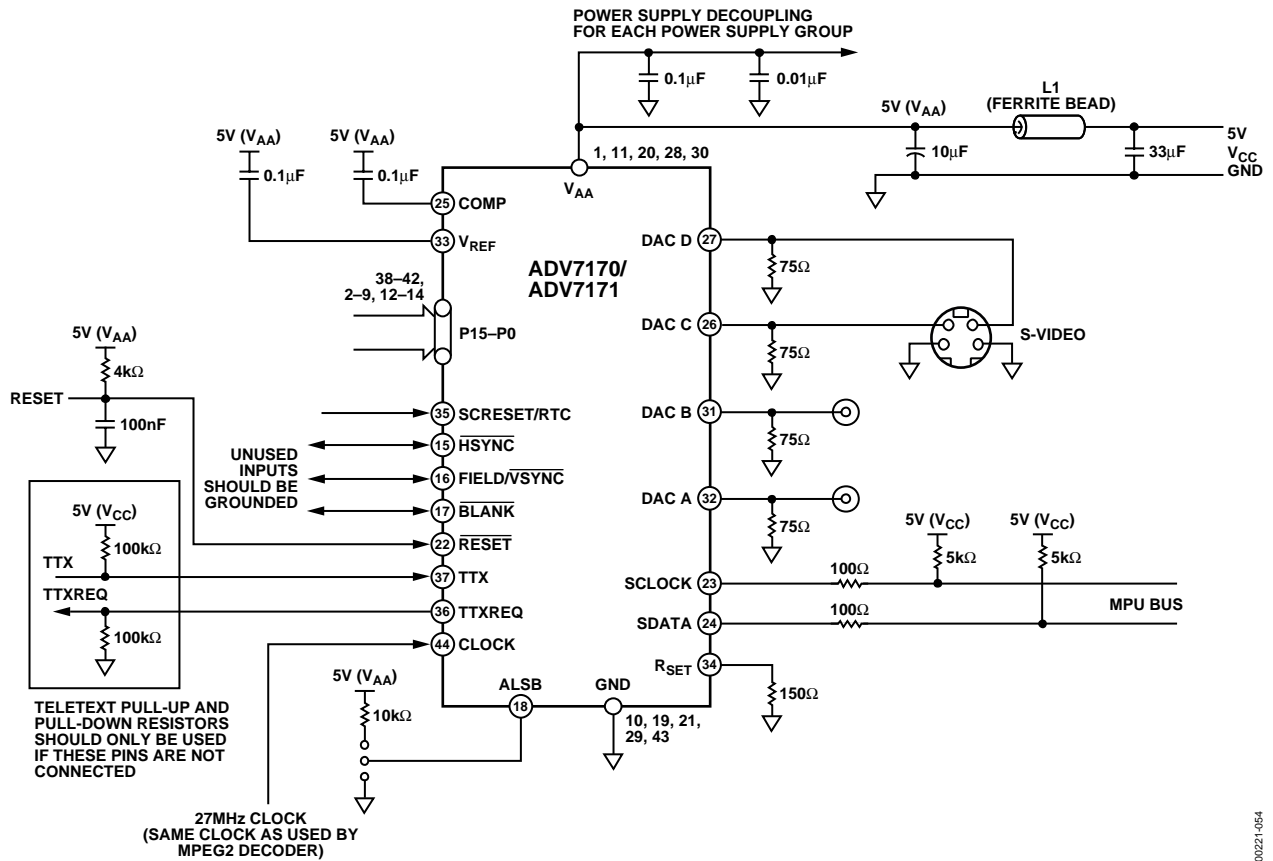 POWER SUPPLY DECOUPLING
FOR EACH POWER SUPPLY GROUP
0.1μF
0.01μF
L1
(FERRITE BEAD)
5V (VAA)
10μF
33μF
5V
VCC
GND
5V (VAA)
0.1μF
5V (VAA)
0.1μF
1, 11, 20, 28, 30
VAA
25 COMP
33 VREF
ADV7170/
ADV7171
38–42,
2–9, 12–14
P15–P0
DAC D 27
75Ω
DAC C 26
75Ω
S-VIDEO
DAC B 31
75Ω
DAC A 32
75Ω
5V (VAA)
4kΩ
RESET
100nF
35 SCRESET/RTC
15 HSYNC
16 FIELD/VSYNC
17 BLANK
22 RESET
37 TTX
36 TTXREQ
44 CLOCK
UNUSED
INPUTS
SHOULD BE
GROUNDED
5V (VCC)
100kΩ
TTX
TTXREQ
100kΩ
TELETEXT PULL-UP AND
PULL-DOWN RESISTORS
SHOULD ONLY BE USED
IF THESE PINS ARE NOT
CONNECTED
5V (VCC)
5kΩ
5V (VCC)
5kΩ
SCLOCK 23
100Ω
SDATA 24
100Ω
MPU BUS
RSET 34
150Ω
5V (VAA)
10kΩ
ALSB
18
GND
10, 19, 21,
29, 43
27MHz CLOCK
(SAME CLOCK AS USED BY
MPEG2 DECODER)
00221-054